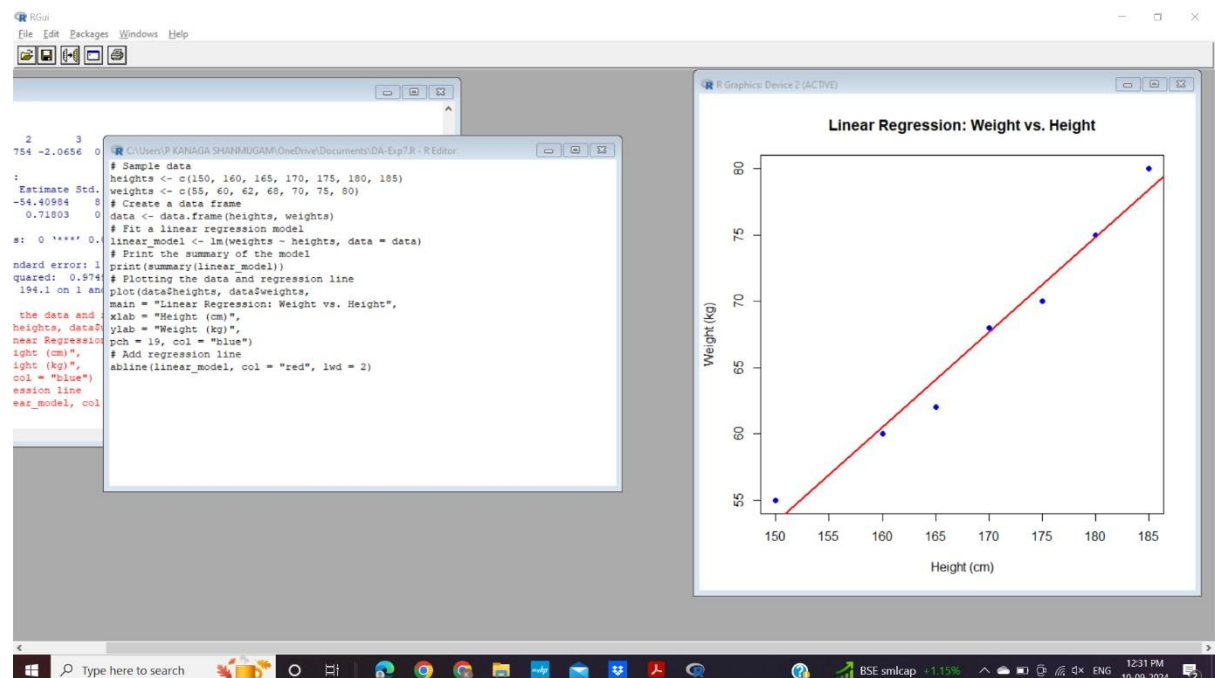 RGui
File Edit Packages Windows Help
2 3
754 -2.0656 0
:
Estimate Std.
-54.40984 8
0.71803 0
s: 0 '***' 0.0
ndard error: 1
quared: 0.9749
194.1 on 1 and
the data and
heights, data$w
near Regression
ight (cm)",
ight (kg)",
col = "blue")
ession line
ear_model, col
C:\Users\P KANAGA SHANMUGAM\OneDrive\Documents\DA-Exp7.R - R Editor
# Sample data
heights <- c(150, 160, 165, 170, 175, 180, 185)
weights <- c(55, 60, 62, 68, 70, 75, 80)
# Create a data frame
data <- data.frame(heights, weights)
# Fit a linear regression model
linear_model <- lm(weights ~ heights, data = data)
# Print the summary of the model
print(summary(linear_model))
# Plotting the data and regression line
plot(data$heights, data$weights,
main = "Linear Regression: Weight vs. Height",
xlab = "Height (cm)",
ylab = "Weight (kg)",
pch = 19, col = "blue")
# Add regression line
abline(linear_model, col = "red", lwd = 2)
R Graphics: Device 2 (ACTIVE)
Linear Regression: Weight vs. Height
80
75
70
65
60
55
Weight (kg)
150 155 160 165 170 175 180 185
Height (cm)
Type here to search
BSE smlcap +1.15%
ENG
12:31 PM
10-09-2024